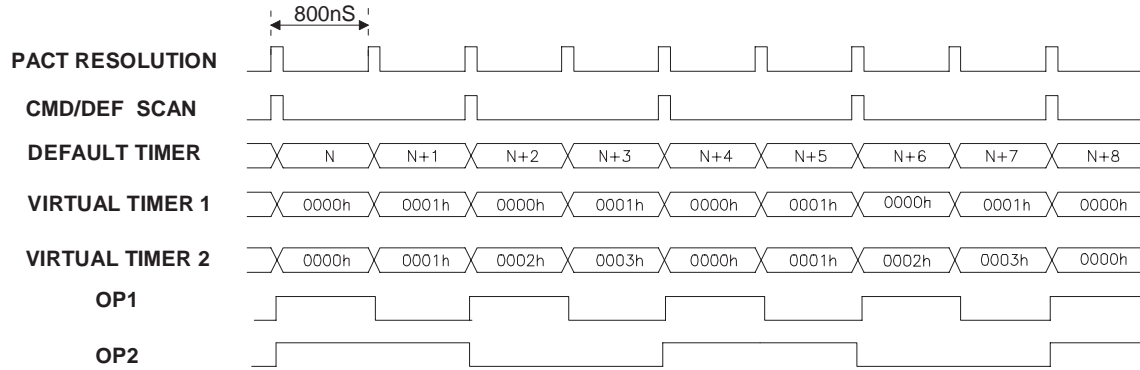 800nS
PACT RESOLUTION
CMD/DEF SCAN
DEFAULT TIMER N N+1 N+2 N+3 N+4 N+5 N+6 N+7 N+8
VIRTUAL TIMER 1 0000h 0001h 0000h 0001h 0000h 0001h 0000h 0001h 0000h
VIRTUAL TIMER 2 0000h 0001h 0002h 0003h 0000h 0001h 0002h 0003h 0000h
OP1
OP2